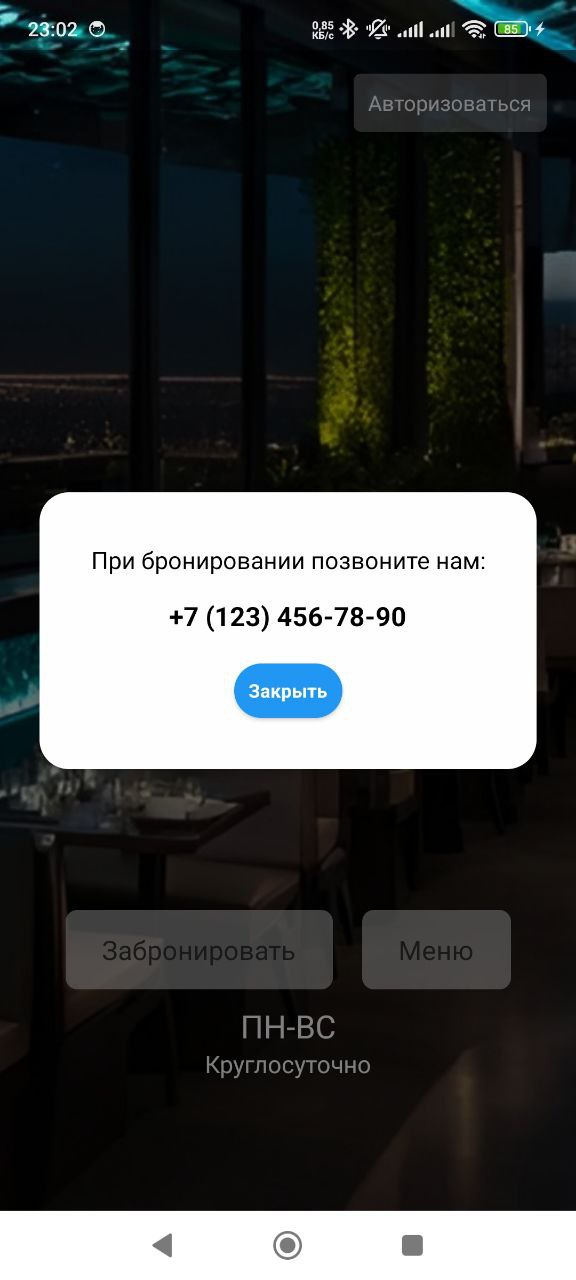 23:02
0,85
КБ/с
85
Авторизоваться
При бронировании позвоните нам:
+7 (123) 456-78-90
Закрыть
Забронировать
Меню
ПН-ВС
Круглосуточно